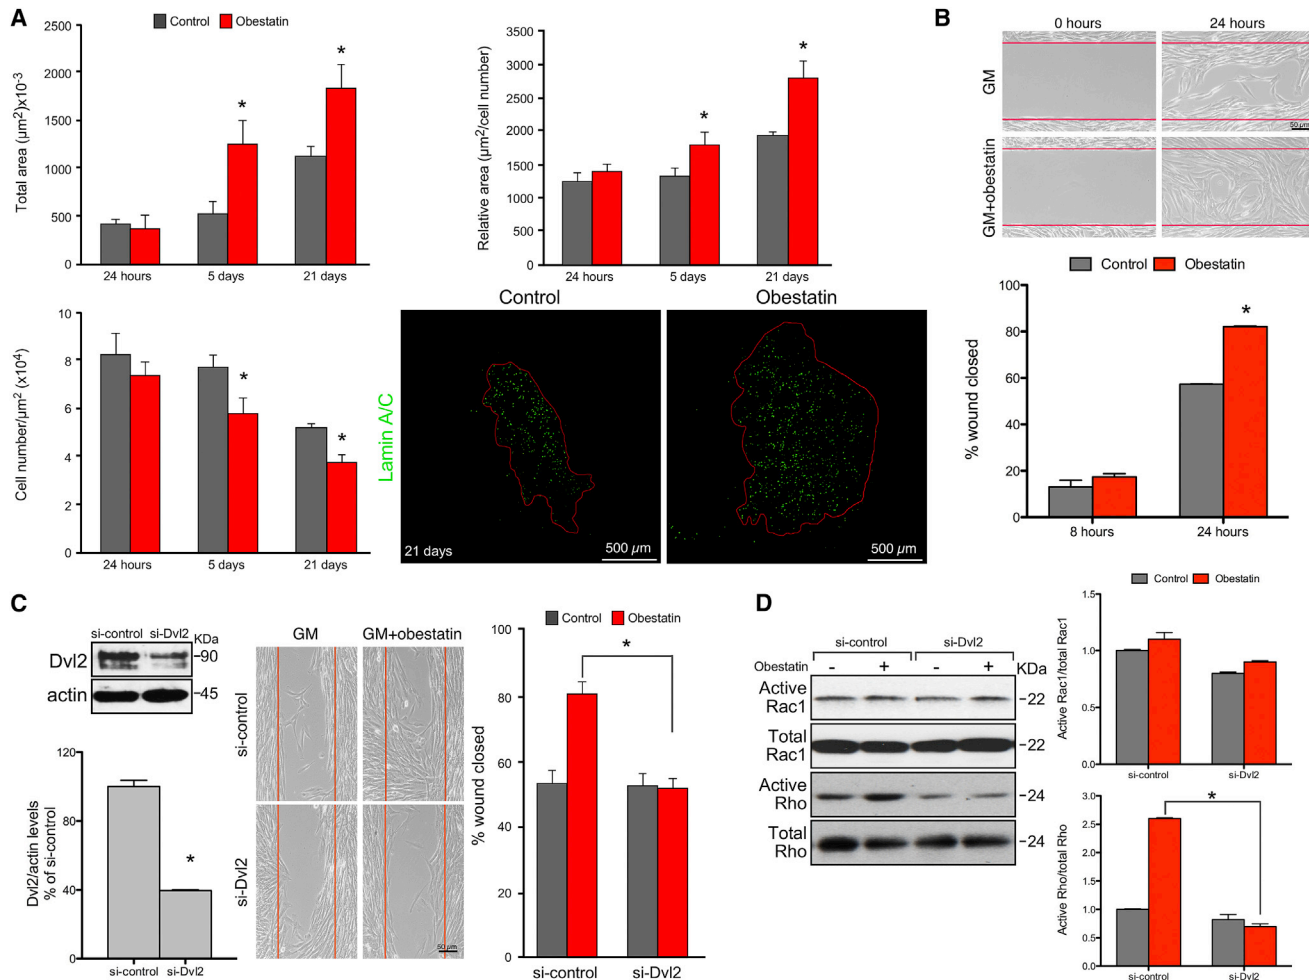 A
Control Obestatin
Total area (µm²)x10⁻³
2500
2000
1500
1000
500
0
*
*
24 hours 5 days 21 days
Relative area (µm²/cell number)
3500
3000
2500
2000
1500
1000
3500
0
*
*
24 hours 5 days 21 days
Cell number/µm² (x10⁴)
10
8
6
4
2
0
*
*
24 hours 5 days 21 days
Control Obestatin
Lamin A/C
21 days 500 µm 500 µm
B
0 hours 24 hours
GM
50 µm
GM+obestatin
Control Obestatin
% wound closed
100
80
60
40
20
0
*
8 hours 24 hours
C
si-control si-Dvl2 KDa
Dvl2 -90
actin -45
Dvl2/actin levels
% of si-control
120
80
40
0
*
si-control si-Dvl2
GM GM+obestatin
si-control
si-Dvl2
50 µm
Control Obestatin
% wound closed
100
80
60
40
20
0
*
si-control si-Dvl2
D
si-control si-Dvl2
Obestatin - + - + KDa
Active
Rac1 -22
Total
Rac1 -22
Active
Rho -24
Total
Rho -24
Control Obestatin
Active Rac1/total Rac1
1.5
1.0
0.5
0.0
si-control si-Dvl2
Active Rho/total Rho
3.0
2.5
2.0
1.5
1.0
0.5
0.0
*
si-control si-Dvl2